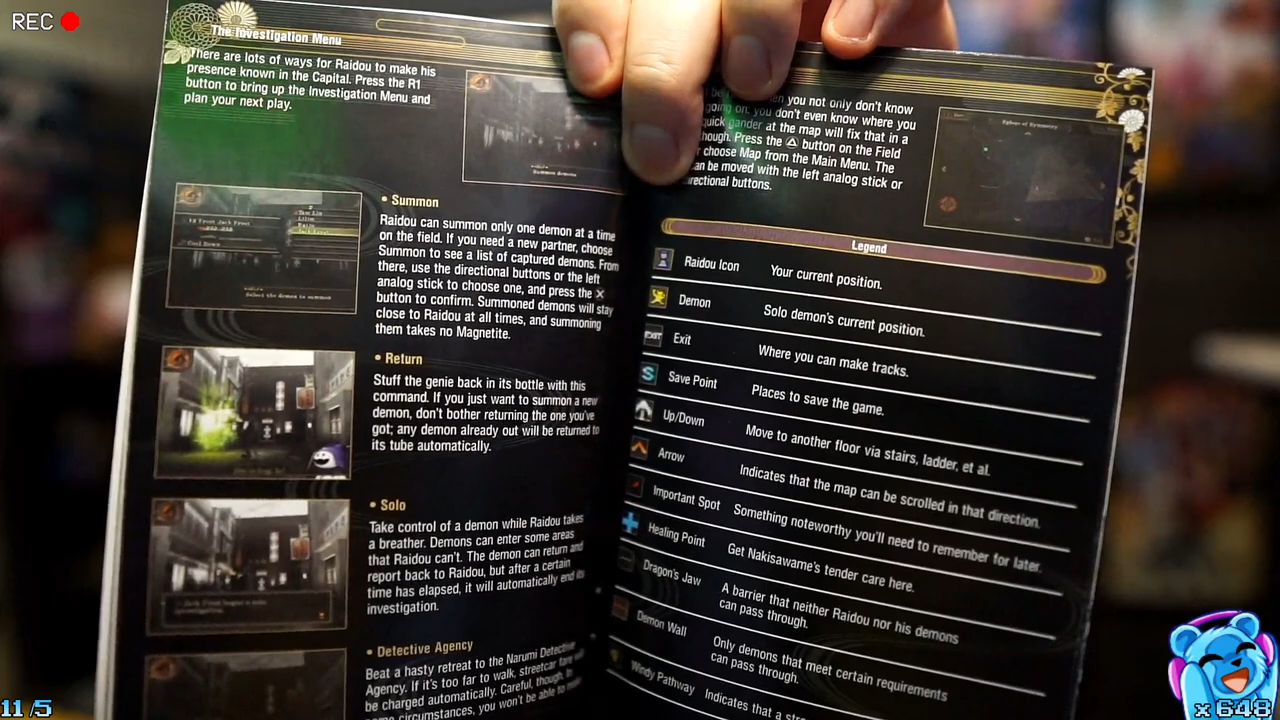 REC
The Investigation Menu
There are lots of ways for Raidou to make his
presence known in the Capital. Press the R1
button to bring up the Investigation Menu and
plan your next play.
Summon demons
• Summon
Raidou can summon only one demon at a time
on the field. If you need a new partner, choose
Summon to see a list of captured demons. From
there, use the directional buttons or the left
analog stick to choose one, and press the ⓧ
button to confirm. Summoned demons will stay
close to Raidou at all times, and summoning
them takes no Magnetite.
Select the demon to summon
• Return
Stuff the genie back in its bottle with this
command. If you just want to summon a new
demon, don't bother returning the one you've
got; any demon already out will be returned to
its tube automatically.
• Solo
Take control of a demon while Raidou takes
a breather. Demons can enter some areas
that Raidou can't. The demon can return and
report back to Raidou, but after a certain
time has elapsed, it will automatically end its
investigation.
• Detective Agency
Beat a hasty retreat to the Narumi Detective
Agency. If it's too far to walk, streetcar fare will
be charged automatically. Careful, though. In
some circumstances, you won't be able to
you not only don't know
going on; you don't even know where you
quick gander at the map will fix that in a
though. Press the △ button on the Field
choose Map from the Main Menu. The
can be moved with the left analog stick or
directional buttons.
Legend
Raidou Icon Your current position.
Demon Solo demon's current position.
EXIT Exit Where you can make tracks.
S Save Point Places to save the game.
Up/Down Move to another floor via stairs, ladder, et al.
Arrow Indicates that the map can be scrolled in that direction.
Important Spot Something noteworthy you'll need to remember for later.
Healing Point Get Nakisawame's tender care here.
Dragon's Jaw A barrier that neither Raidou nor his demons
can pass through.
Demon Wall Only demons that meet certain requirements
can pass through.
Windy Pathway Indicates that a
11/5
x648